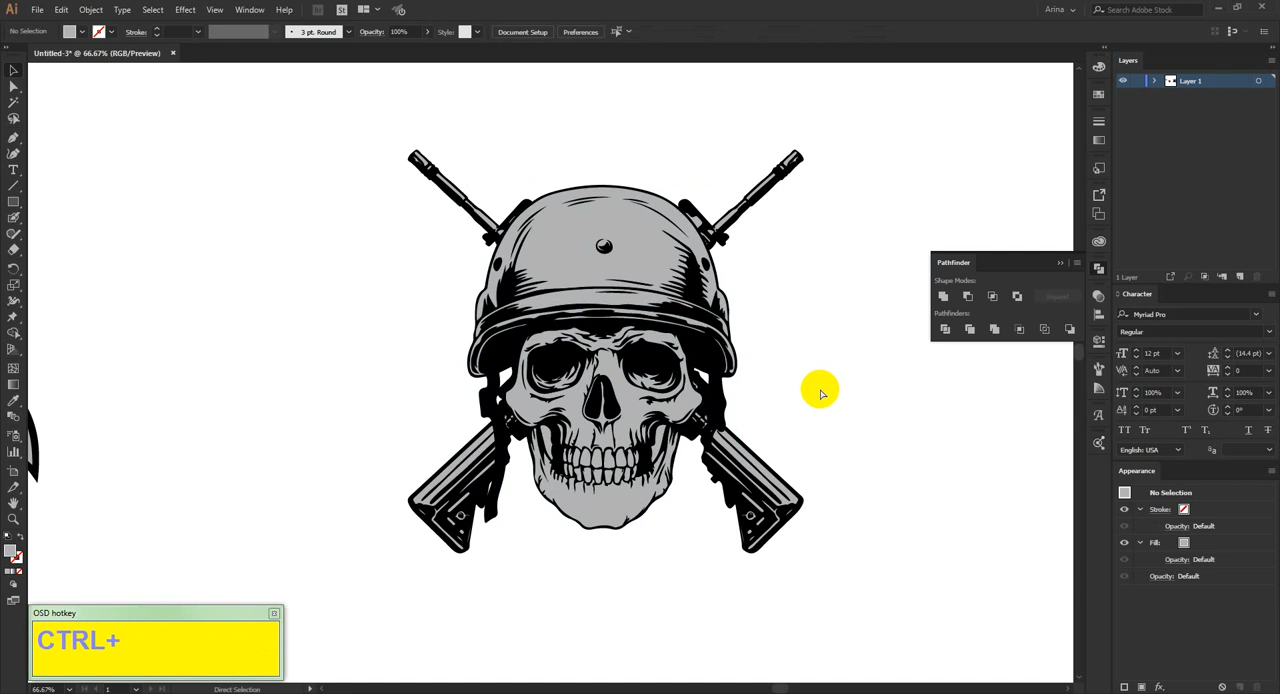 Ai File Edit Object Type Select Effect View Window Help Br St Arina Search Adobe Stock
No Selection Stroke: 3 pt. Round Opacity: 100% Style: Document Setup Preferences
Untitled-3* @ 66.67% (RGB/Preview)
Layers
Layer 1
Pathfinder
Shape Modes:
Expand
Pathfinders:
1 Layer
Character
Myriad Pro
Regular
12 pt (14.4 pt)
Auto 0
100% 100%
0 pt 0°
English: USA
Appearance
No Selection
Stroke:
Opacity: Default
Fill:
Opacity: Default
Opacity: Default
OSD hotkey
CTRL+
66.67% 1 Direct Selection